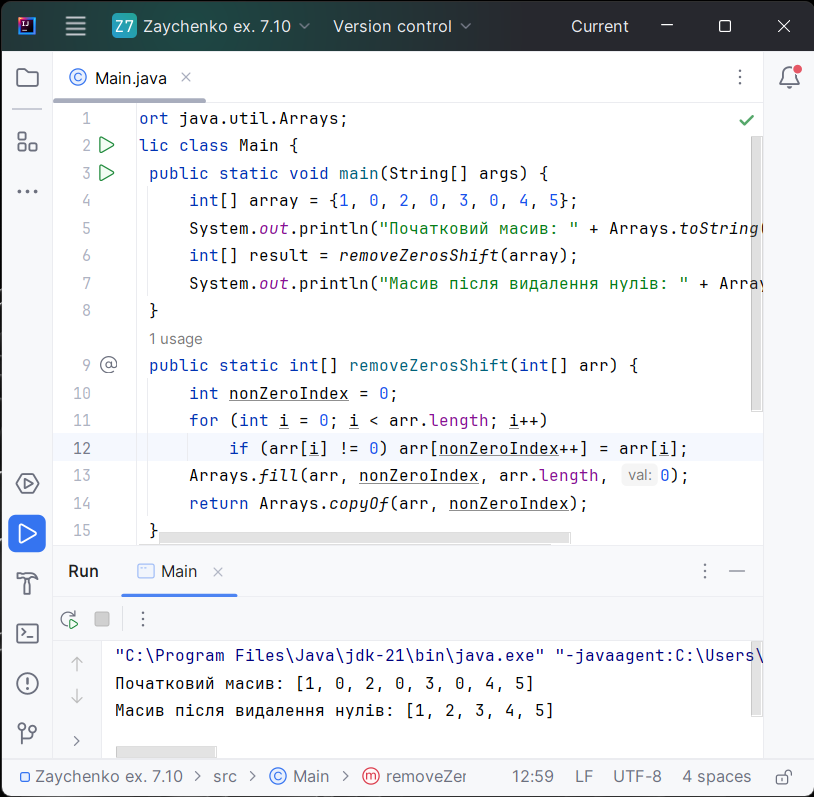 Z7 Zaychenko ex. 7.10 Version control Current
Main.java
1 ort java.util.Arrays;
2 lic class Main {
3 public static void main(String[] args) {
4 int[] array = {1, 0, 2, 0, 3, 0, 4, 5};
5 System.out.println("Початковий масив: " + Arrays.toString(
6 int[] result = removeZerosShift(array);
7 System.out.println("Масив після видалення нулів: " + Array
8 }
1 usage
9 @ public static int[] removeZerosShift(int[] arr) {
10 int nonZeroIndex = 0;
11 for (int i = 0; i < arr.length; i++)
12 if (arr[i] != 0) arr[nonZeroIndex++] = arr[i];
13 Arrays.fill(arr, nonZeroIndex, arr.length, val: 0);
14 return Arrays.copyOf(arr, nonZeroIndex);
15 }
Run Main
"C:\Program Files\Java\jdk-21\bin\java.exe" "-javaagent:C:\Users\
Початковий масив: [1, 0, 2, 0, 3, 0, 4, 5]
Масив після видалення нулів: [1, 2, 3, 4, 5]
Zaychenko ex. 7.10 > src > Main > removeZer 12:59 LF UTF-8 4 spaces